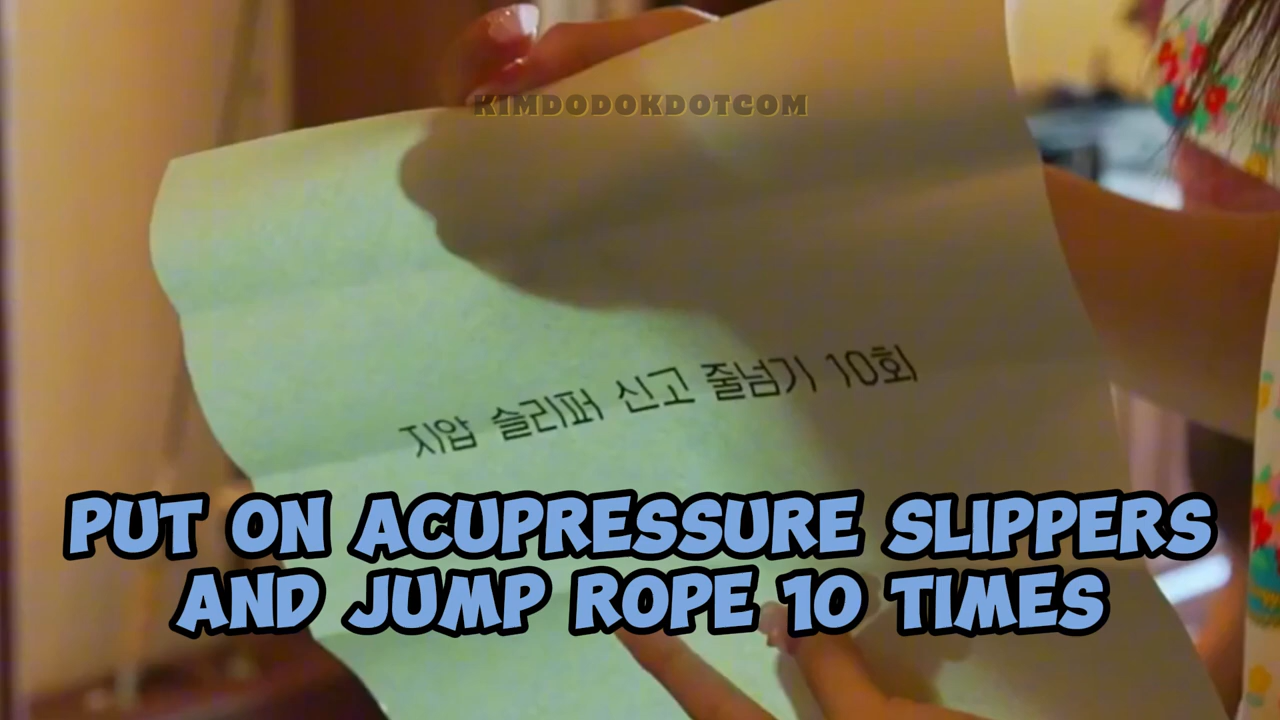 KIMDODOKDOTCOM
지압 슬리퍼 신고 줄넘기 10회
PUT ON ACUPRESSURE SLIPPERS
AND JUMP ROPE 10 TIMES